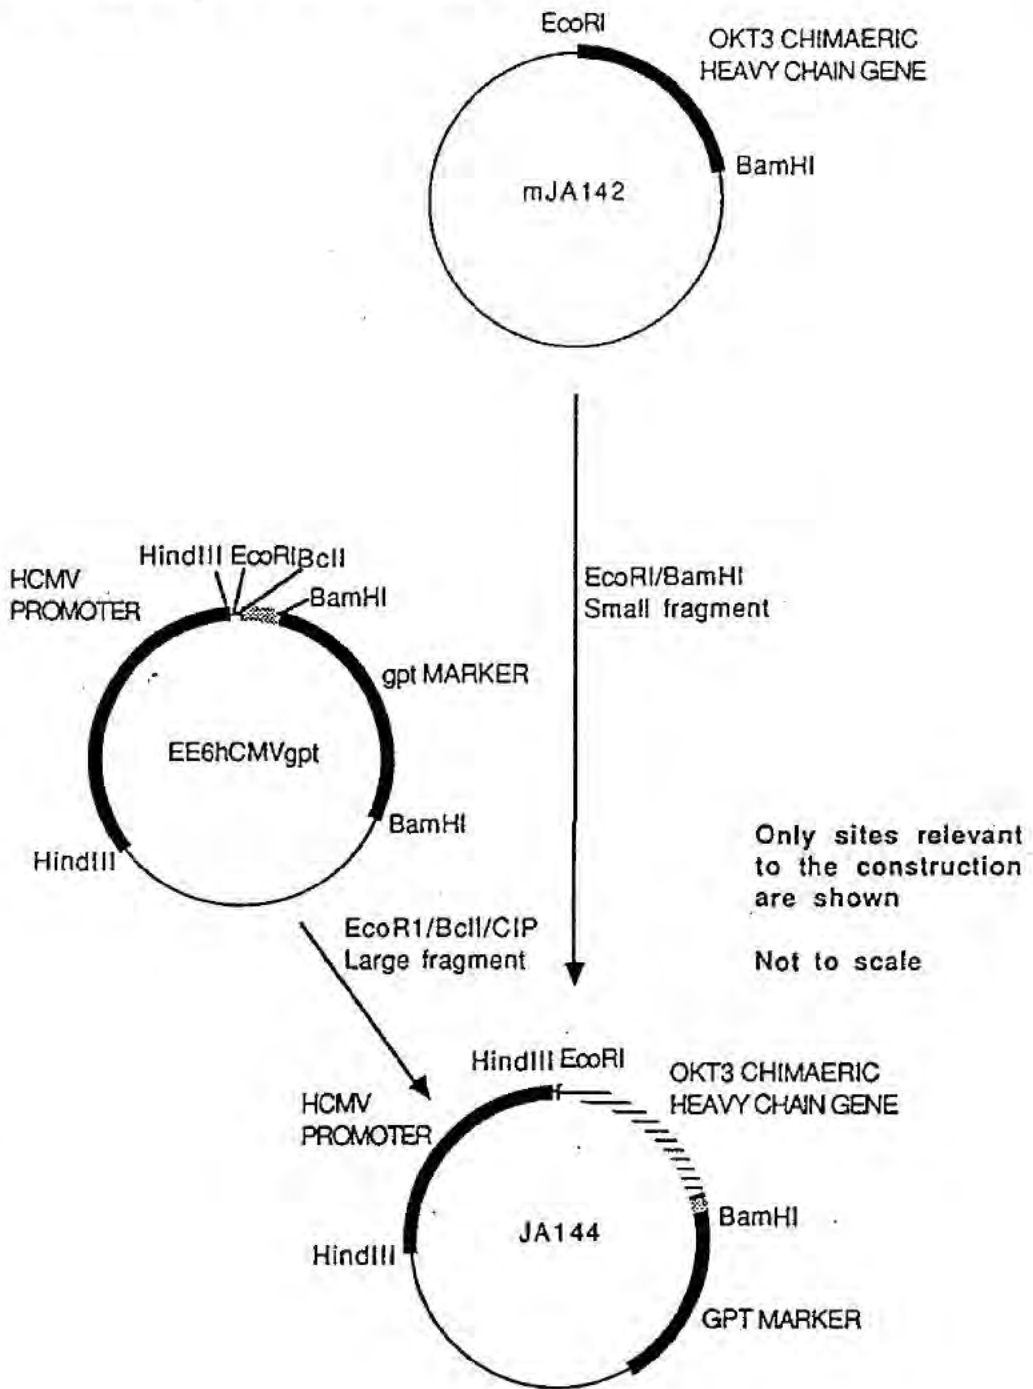 EcoRI
OKT3 CHIMAERIC
HEAVY CHAIN GENE
BamHI
mJA142
EcoRI/BamHI
Small fragment
HindIII EcoRI BclI
HCMV
PROMOTER
BamHI
gpt MARKER
EE6hCMVgpt
BamHI
HindIII
Only sites relevant
to the construction
are shown
Not to scale
EcoR1/BclI/CIP
Large fragment
HindIII EcoRI
OKT3 CHIMAERIC
HEAVY CHAIN GENE
HCMV
PROMOTER
BamHI
JA144
HindIII
GPT MARKER